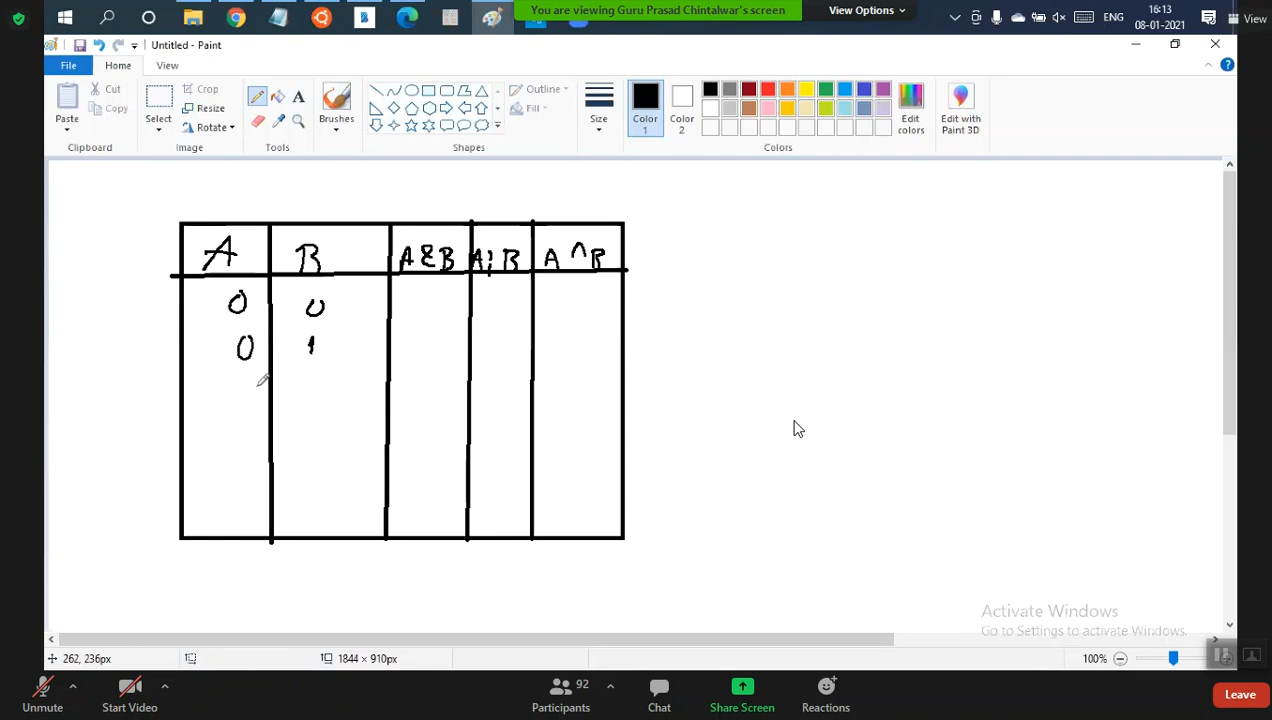 You are viewing Guru Prasad Chintalwar's screen
View Options
ENG
16:13
08-01-2021
View
Untitled - Paint
File
Home
View
Paste
Cut
Copy
Clipboard
Select
Crop
Resize
Rotate
Image
Tools
Brushes
Shapes
Outline
Fill
Size
Color 1
Color 2
Edit colors
Colors
Edit with Paint 3D
A B A&B A|B A^B
0 0
0 1
Activate Windows
Go to Settings to activate Windows.
262, 236px
1844 × 910px
100%
Unmute
Start Video
92
Participants
Chat
Share Screen
Reactions
Leave